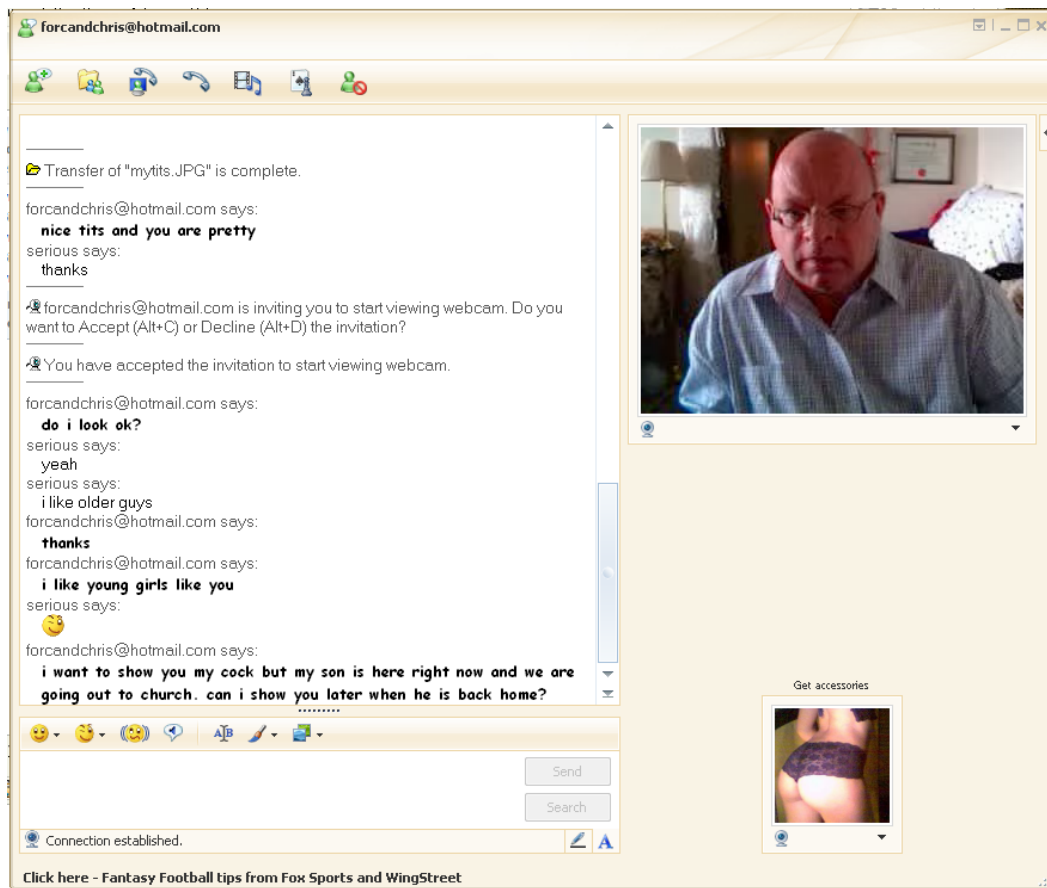 forcandchris@hotmail.com
Transfer of "mytits.JPG" is complete.
forcandchris@hotmail.com says:
nice tits and you are pretty
serious says:
thanks
forcandchris@hotmail.com is inviting you to start viewing webcam. Do you
want to Accept (Alt+C) or Decline (Alt+D) the invitation?
You have accepted the invitation to start viewing webcam.
forcandchris@hotmail.com says:
do i look ok?
serious says:
yeah
serious says:
i like older guys
forcandchris@hotmail.com says:
thanks
forcandchris@hotmail.com says:
i like young girls like you
serious says:
forcandchris@hotmail.com says:
i want to show you my cock but my son is here right now and we are
going out to church. can i show you later when he is back home?
Get accessories
Send
Search
Connection established.
Click here - Fantasy Football tips from Fox Sports and WingStreet